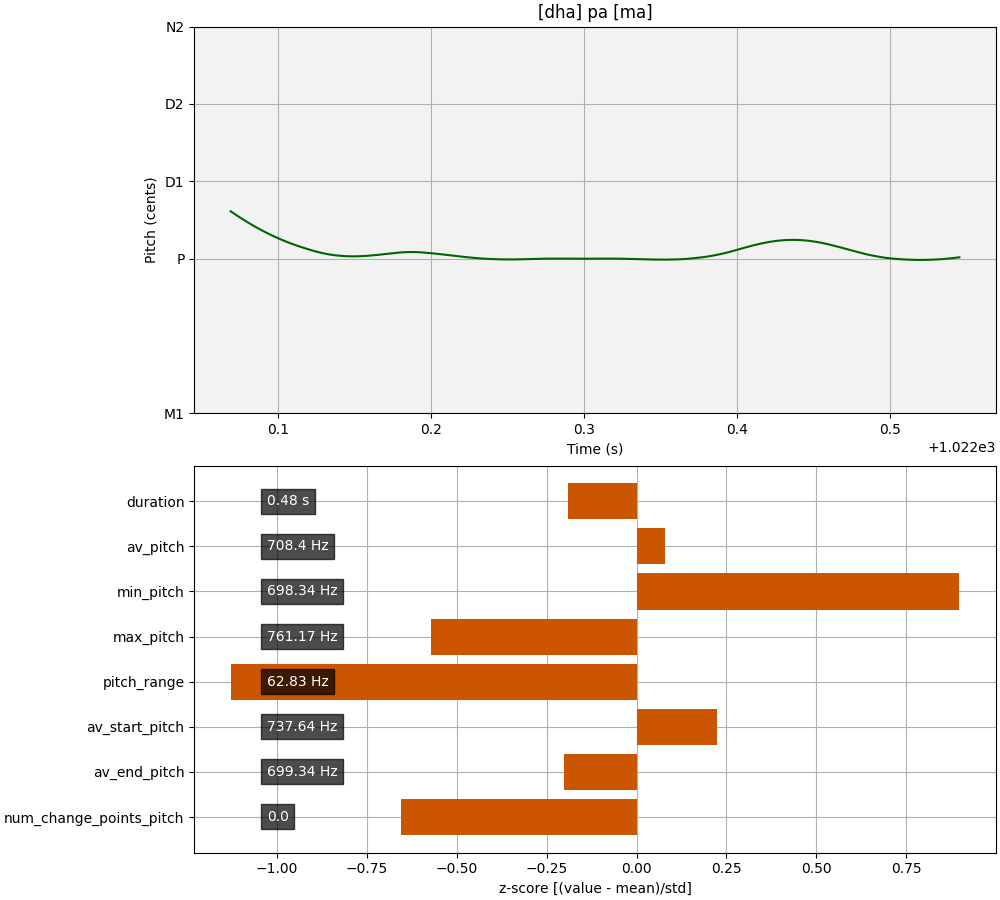 [dha] pa [ma]
N2
D2
D1
P
M1
Pitch (cents)
0.1 0.2 0.3 0.4 0.5
Time (s)
+1.022e3
duration 0.48 s
av_pitch 708.4 Hz
min_pitch 698.34 Hz
max_pitch 761.17 Hz
pitch_range 62.83 Hz
av_start_pitch 737.64 Hz
av_end_pitch 699.34 Hz
num_change_points_pitch 0.0
−1.00 −0.75 −0.50 −0.25 0.00 0.25 0.50 0.75
z-score [(value - mean)/std]